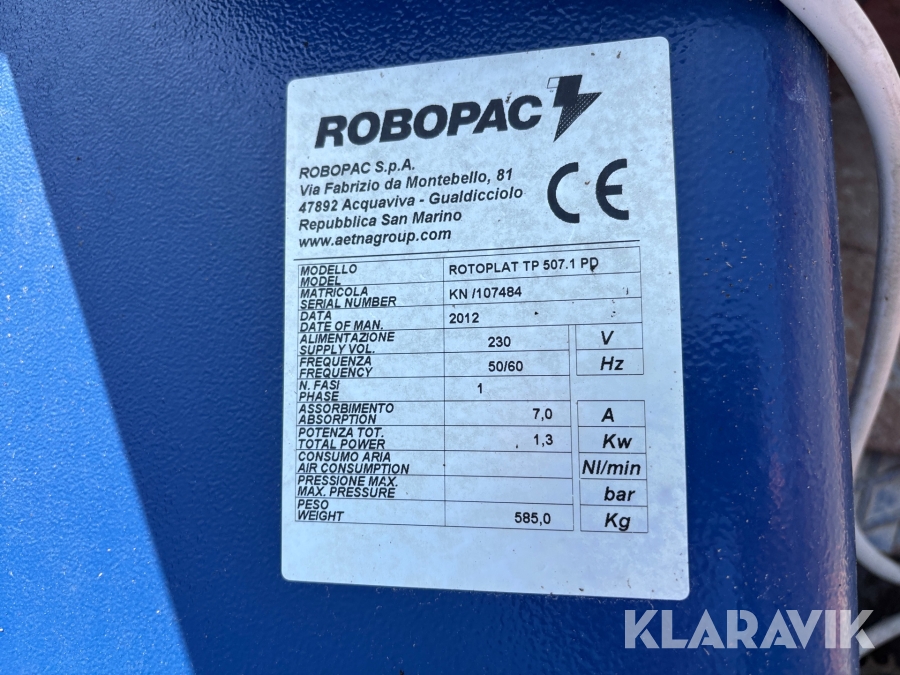 ROBOPAC
ROBOPAC S.p.A.
Via Fabrizio da Montebello, 81
47892 Acquaviva - Gualdicciolo
Repubblica San Marino
www.aetnagroup.com
CE
MODELLO
MODEL
ROTOPLAT TP 507.1 PD
MATRICOLA
SERIAL NUMBER
KN /107484
DATA
DATE OF MAN.
2012
ALIMENTAZIONE
SUPPLY VOL.
230 V
FREQUENZA
FREQUENCY
50/60 Hz
N. FASI
PHASE
1
ASSORBIMENTO
ABSORPTION
7,0 A
POTENZA TOT.
TOTAL POWER
1,3 Kw
CONSUMO ARIA
AIR CONSUMPTION
Nl/min
PRESSIONE MAX.
MAX. PRESSURE
bar
PESO
WEIGHT
585,0 Kg
KLARAVIK